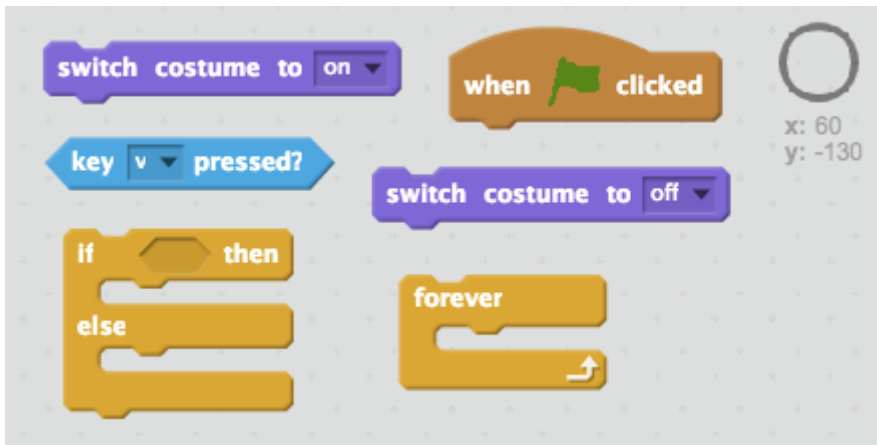 switch costume to on
when clicked
x: 60
y: -130
key v pressed?
switch costume to off
if then
else
forever